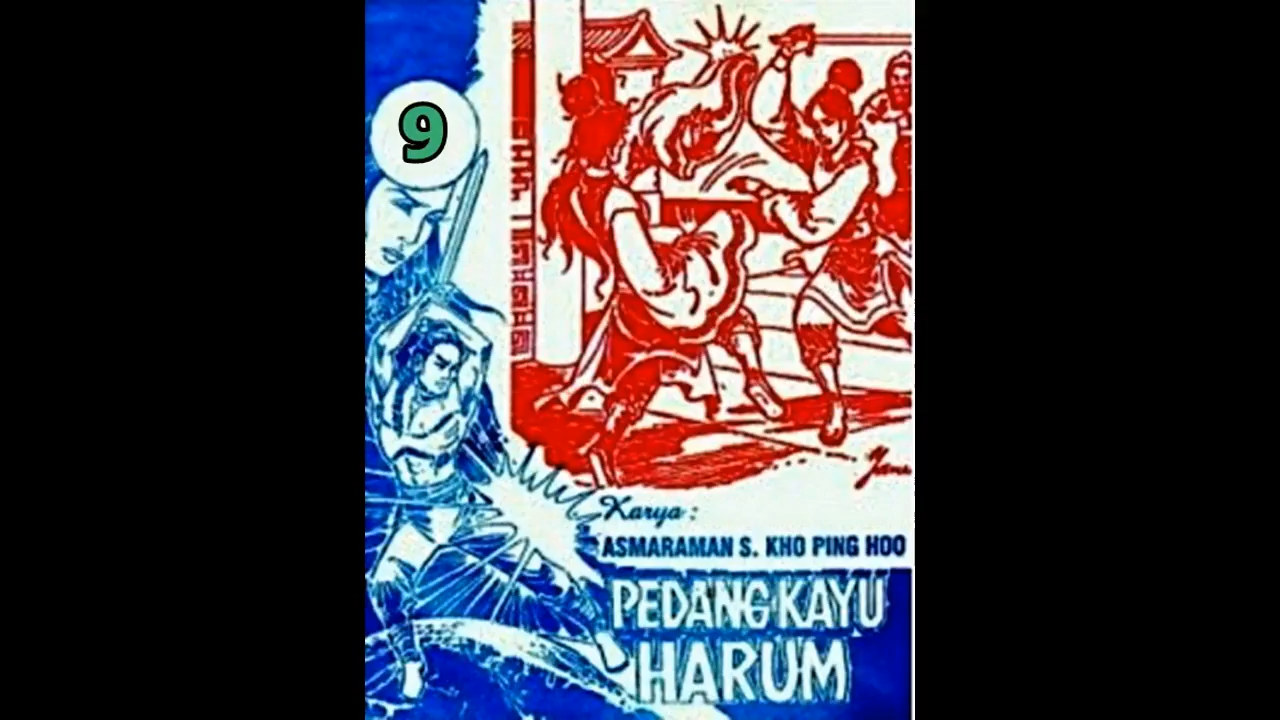 9
Karya :
ASMARAMAN S. KHO PING HOO
PEDANG KAYU
HARUM